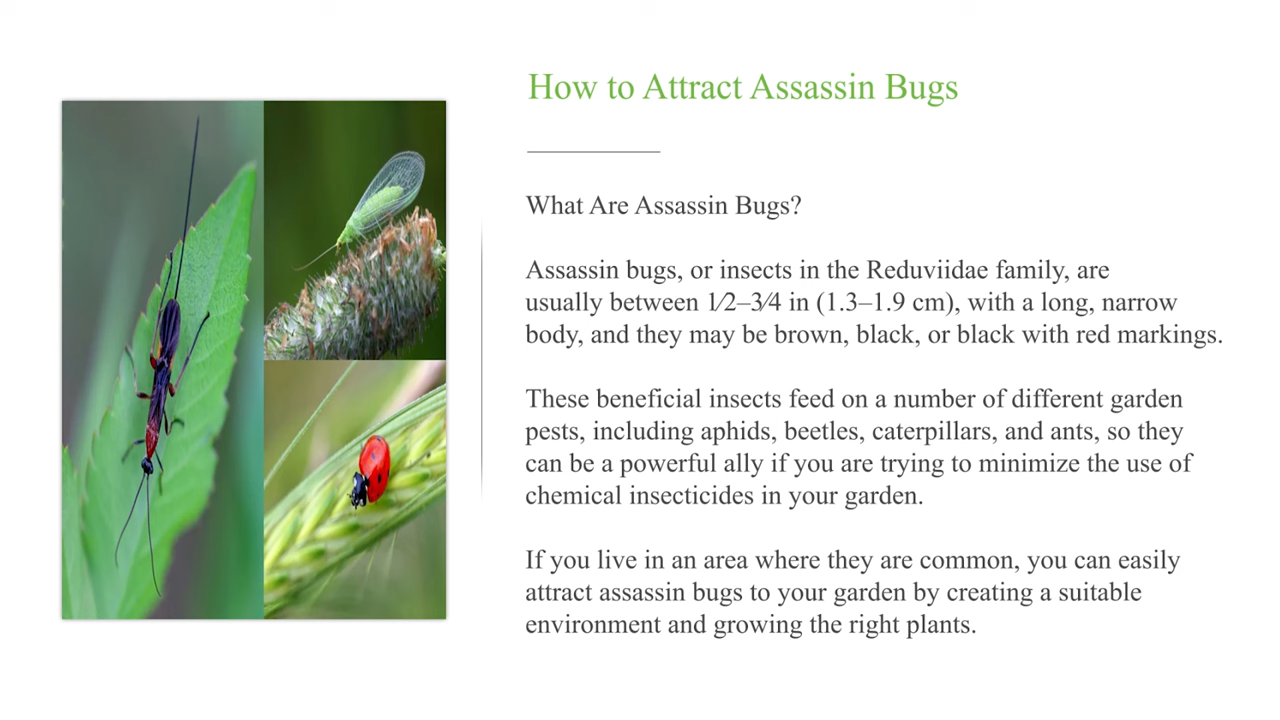 How to Attract Assassin Bugs
What Are Assassin Bugs?
Assassin bugs, or insects in the Reduviidae family, are
usually between 1⁄2–3⁄4 in (1.3–1.9 cm), with a long, narrow
body, and they may be brown, black, or black with red markings.
These beneficial insects feed on a number of different garden
pests, including aphids, beetles, caterpillars, and ants, so they
can be a powerful ally if you are trying to minimize the use of
chemical insecticides in your garden.
If you live in an area where they are common, you can easily
attract assassin bugs to your garden by creating a suitable
environment and growing the right plants.